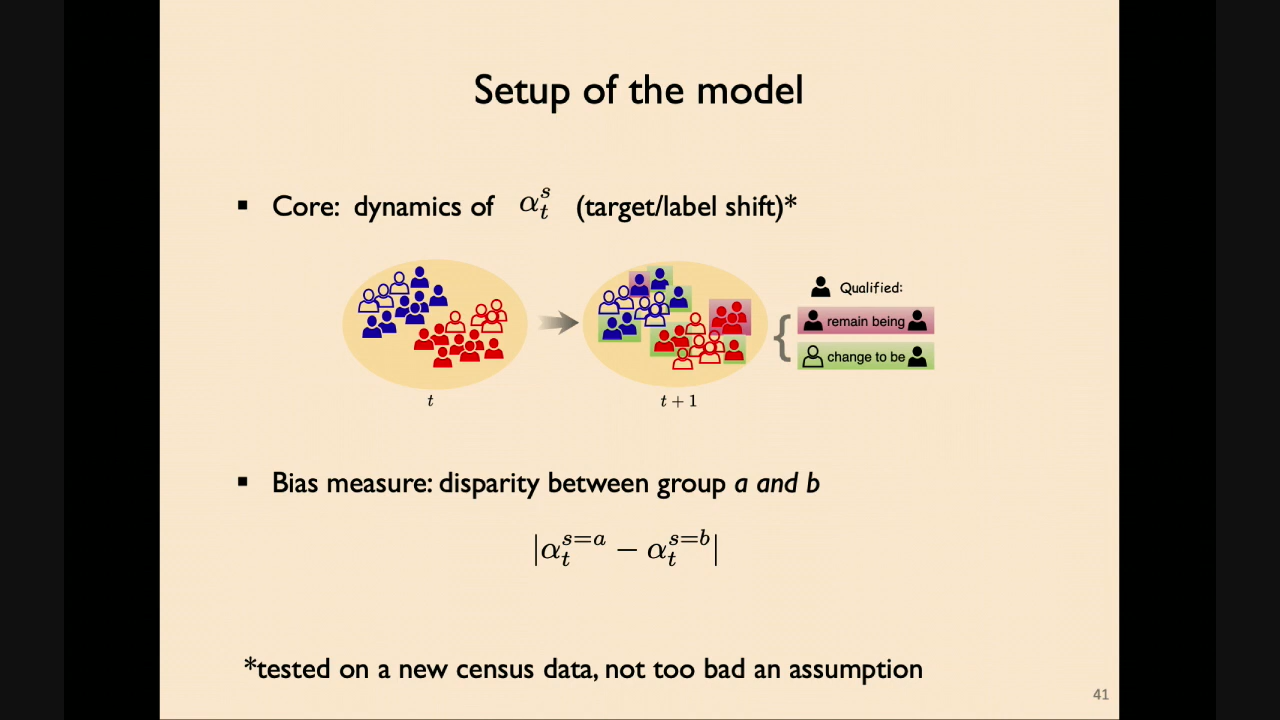 Setup of the model
▪ Core: dynamics of α_t^s (target/label shift)*
Qualified:
remain being
change to be
t
t + 1
▪ Bias measure: disparity between group a and b
|α_t^{s=a} − α_t^{s=b}|
*tested on a new census data, not too bad an assumption
41